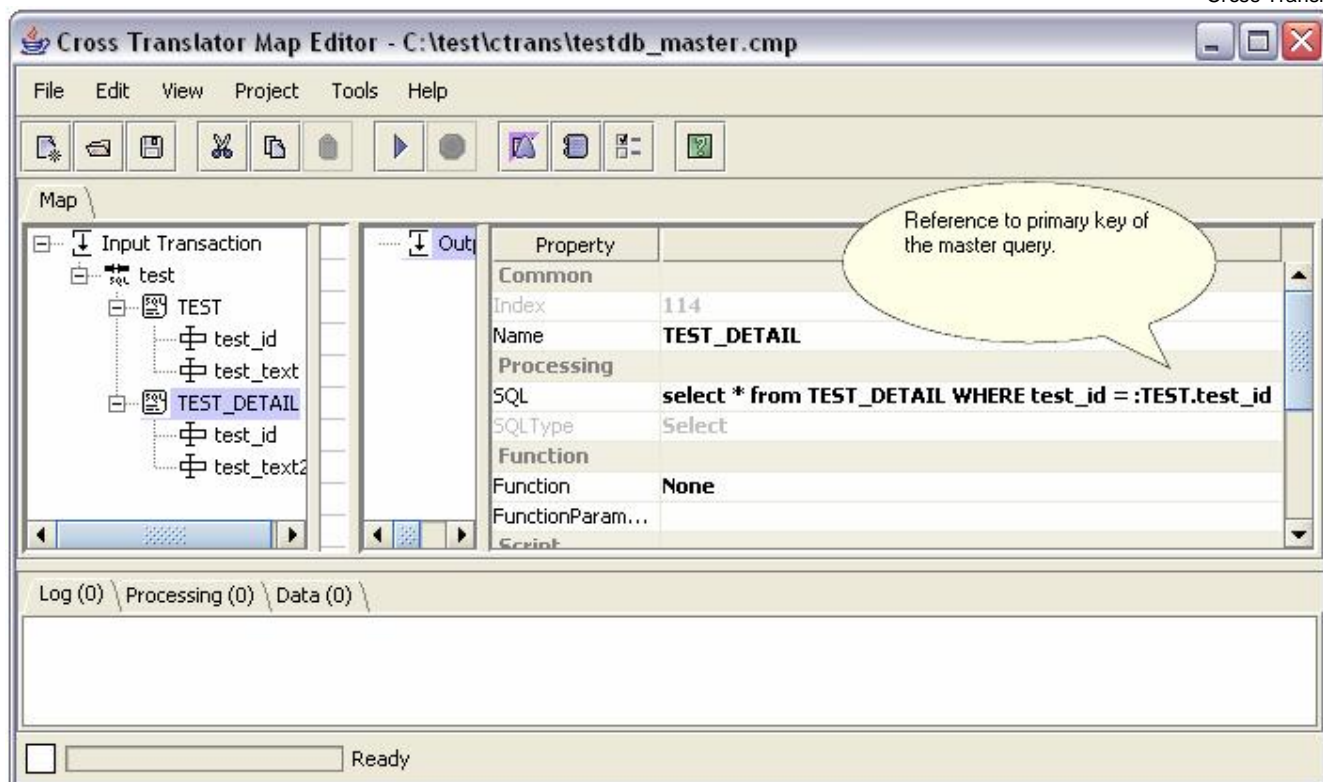 Cross Transl
Cross Translator Map Editor - C:\test\ctrans\testdb_master.cmp
File Edit View Project Tools Help
Map
Reference to primary key of
the master query.
Input Transaction
SQL test
TEST
test_id
test_text
TEST_DETAIL
test_id
test_text2
Outp
Property
Common
Index 114
Name TEST_DETAIL
Processing
SQL select * from TEST_DETAIL WHERE test_id = :TEST.test_id
SQLType Select
Function
Function None
FunctionParam...
Script
Log (0) Processing (0) Data (0)
Ready